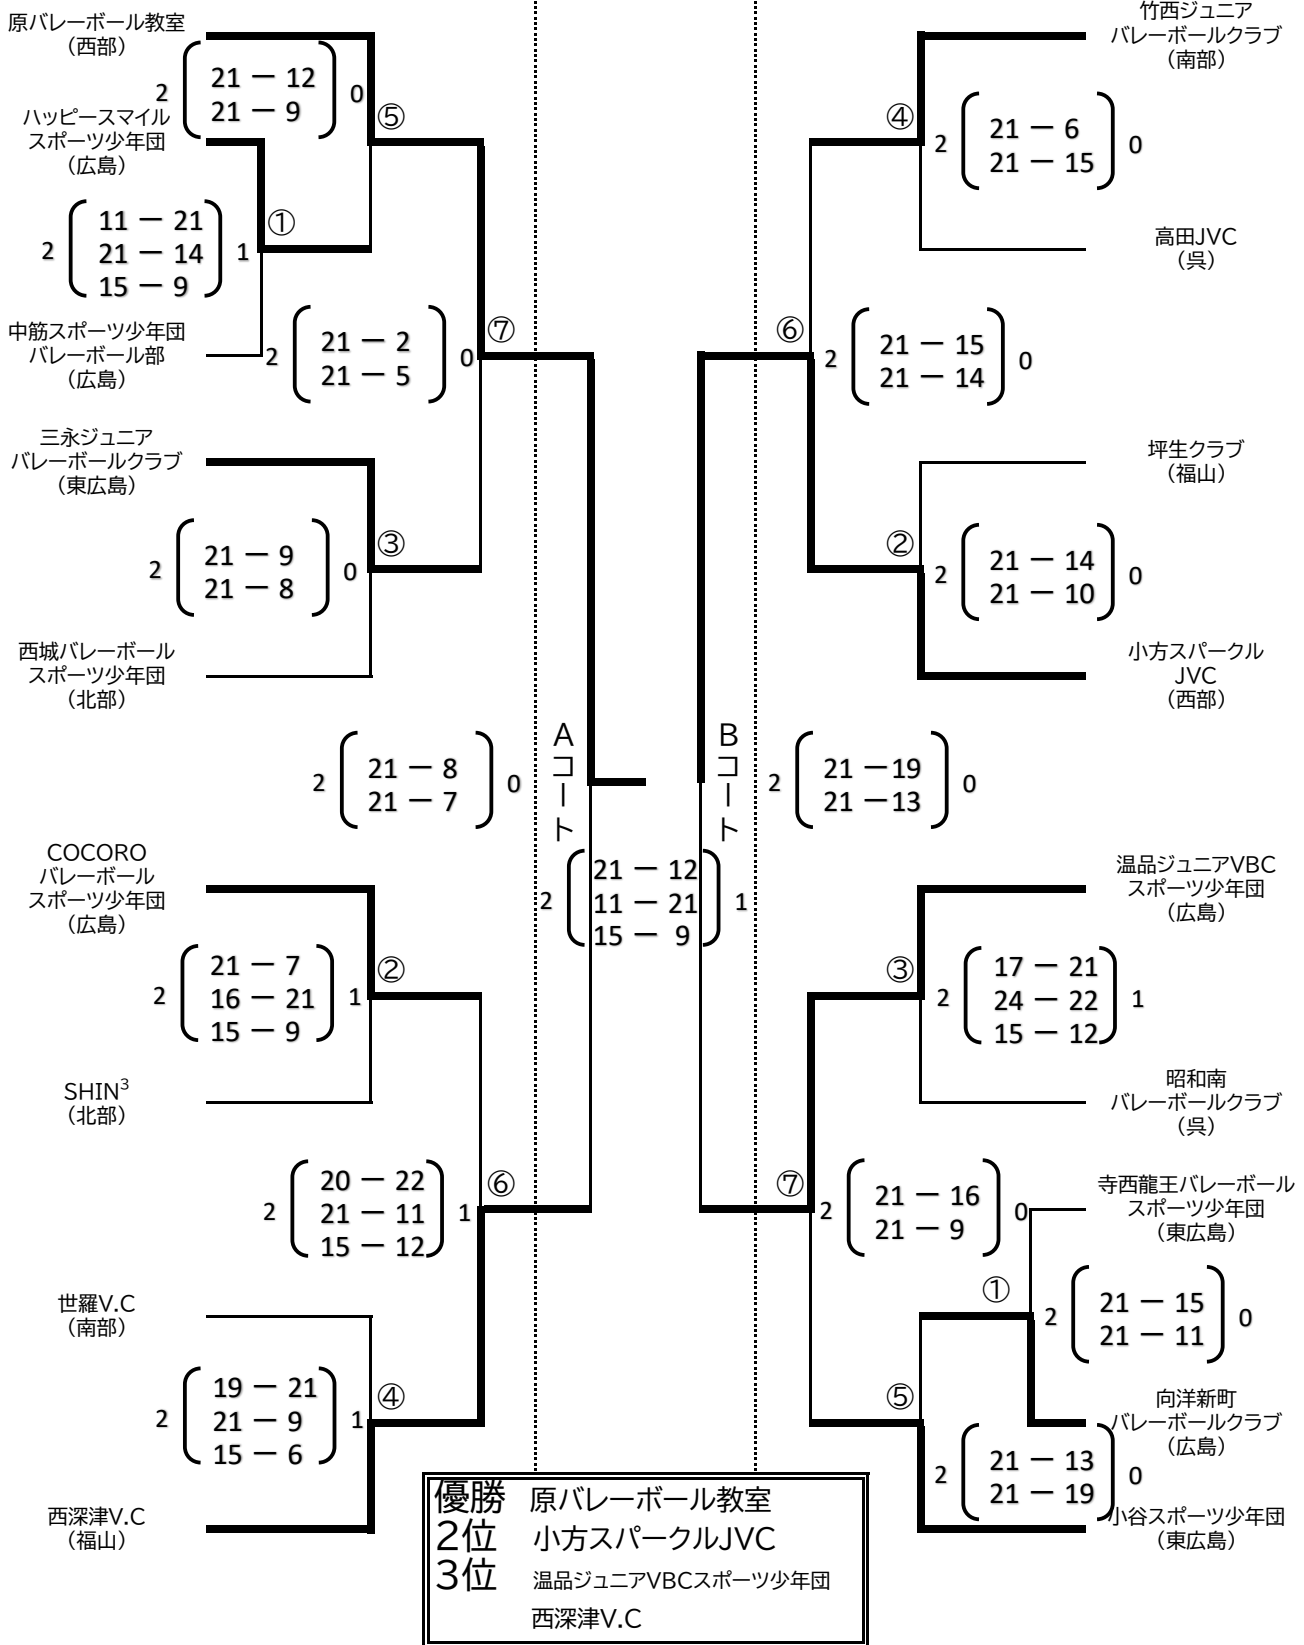 原バレーボール教室
（西部）
2
21 － 12
21 － 9
0
ハッピースマイル
スポーツ少年団
（広島）
⑤
2
11 － 21
21 － 14
15 － 9
1
①
中筋スポーツ少年団
バレーボール部
（広島）
2
21 － 2
21 － 5
0
⑦
三永ジュニア
バレーボールクラブ
（東広島）
2
21 － 9
21 － 8
0
③
西城バレーボール
スポーツ少年団
（北部）
2
21 － 8
21 － 7
0
Aコート
COCORO
バレーボール
スポーツ少年団
（広島）
2
21 － 7
16 － 21
15 － 9
1
②
SHIN³
（北部）
2
20 － 22
21 － 11
15 － 12
1
⑥
世羅V.C
（南部）
2
19 － 21
21 － 9
15 － 6
1
④
西深津V.C
（福山）
2
21 － 12
11 － 21
15 － 9
1
竹西ジュニア
バレーボールクラブ
（南部）
④
2
21 － 6
21 － 15
0
高田JVC
（呉）
⑥
2
21 － 15
21 － 14
0
坪生クラブ
（福山）
②
2
21 － 14
21 － 10
0
小方スパークル
JVC
（西部）
Bコート
2
21 －19
21 －13
0
温品ジュニアVBC
スポーツ少年団
（広島）
③
2
17 － 21
24 － 22
15 － 12
1
昭和南
バレーボールクラブ
（呉）
⑦
2
21 － 16
21 － 9
0
寺西龍王バレーボール
スポーツ少年団
（東広島）
①
2
21 － 15
21 － 11
0
向洋新町
バレーボールクラブ
（広島）
⑤
2
21 － 13
21 － 19
0
小谷スポーツ少年団
（東広島）
優勝 原バレーボール教室
2位 小方スパークルJVC
3位 温品ジュニアVBCスポーツ少年団
西深津V.C